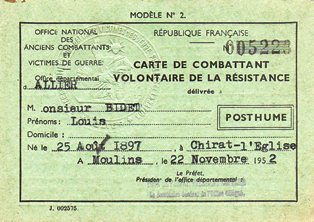 MODÈLE N° 2.
OFFICE NATIONAL
DES
ANCIENS COMBATTANTS
ET
VICTIMES DE GUERRE
Office départemental
d ALLIER
RÉPUBLIQUE FRANÇAISE
005223
CARTE DE COMBATTANT
VOLONTAIRE DE LA RÉSISTANCE
délivrée à
M. onsieur BIDET
POSTHUME
Prénoms: Louis
Domicile :
Né le 25 Août 1897 , à Chirat-l'Eglise
A Moulins , le 22 Novembre 1952
Le Préfet,
Président de l'office départemental :
J. 002575.